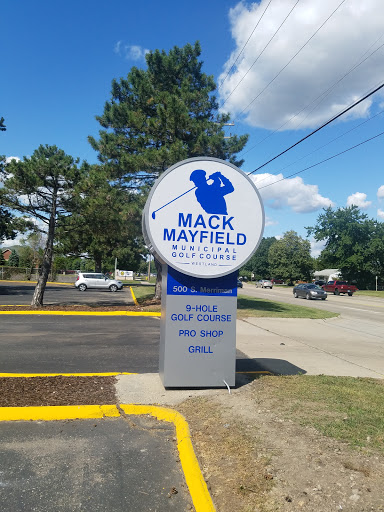 MACK
MAYFIELD
MUNICIPAL
GOLF COURSE
WESTLAND
500 S. Merriman
9-HOLE
GOLF COURSE
PRO SHOP
GRILL